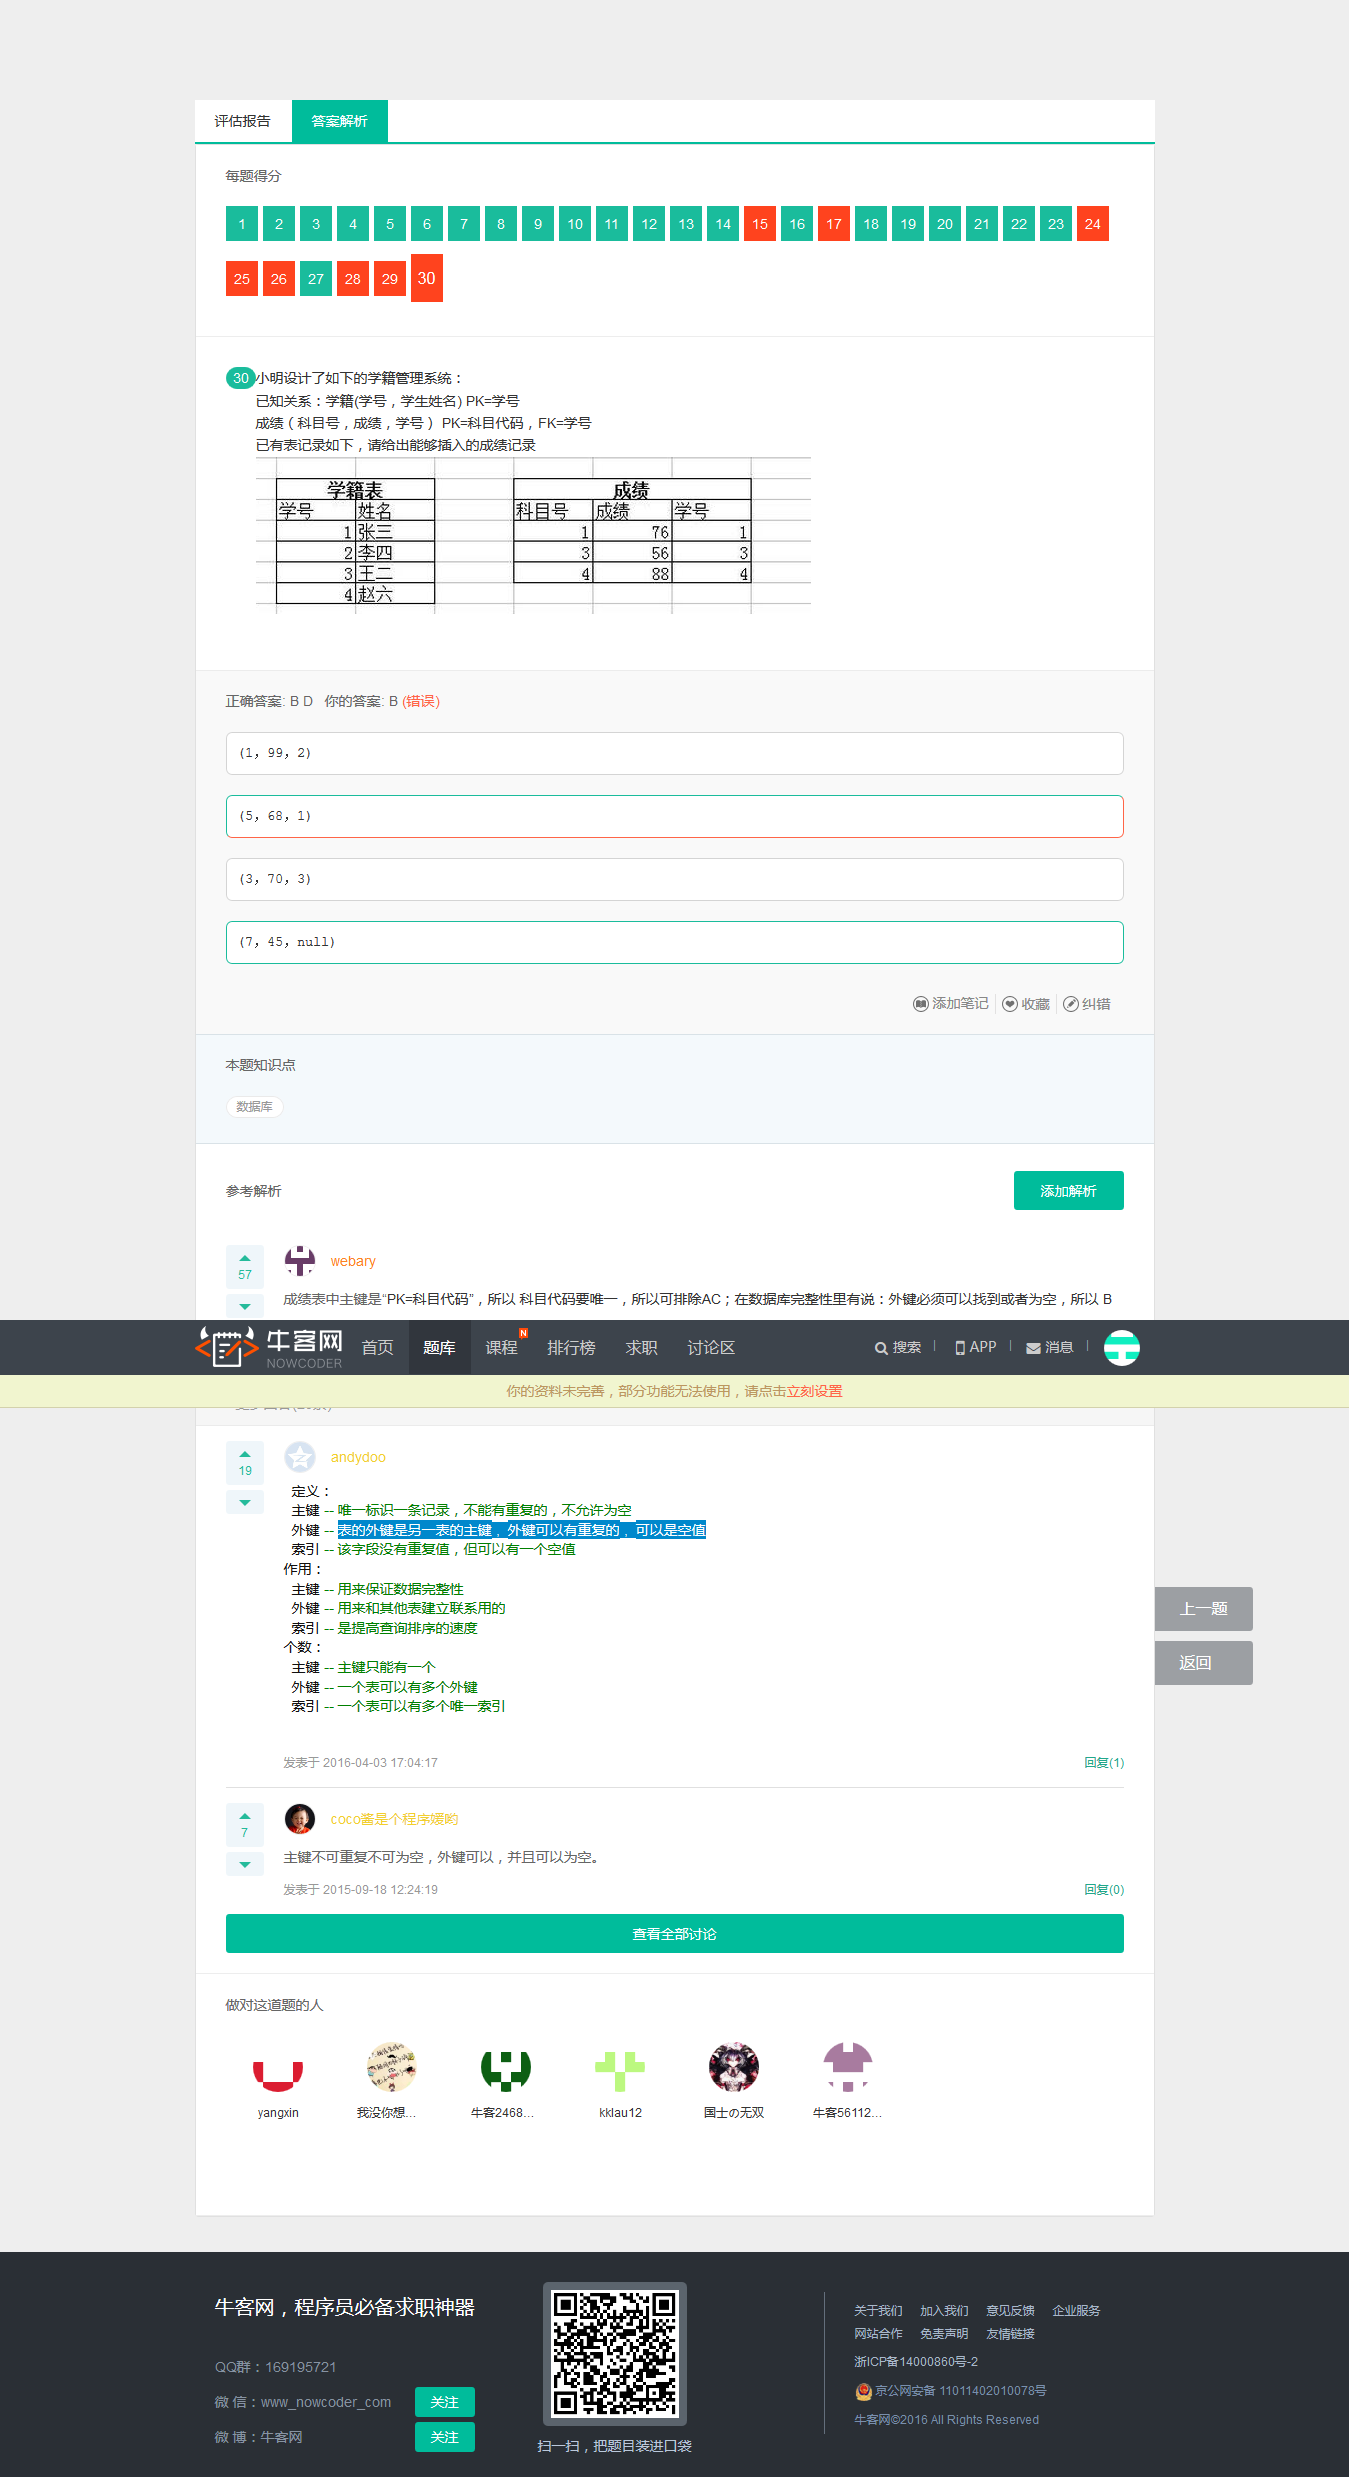 评估报告 答案解析
每题得分
1 2 3 4 5 6 7 8 9 10 11 12 13 14 15 16 17 18 19 20 21 22 23 24
25 26 27 28 29 30
30 小明设计了如下的学籍管理系统：
已知关系：学籍(学号，学生姓名) PK=学号
成绩（科目号，成绩，学号） PK=科目代码，FK=学号
已有表记录如下，请给出能够插入的成绩记录
学籍表 成绩
学号 姓名 科目号 成绩 学号
1 张三 1 76 1
2 李四 3 56 3
3 王二 4 88 4
4 赵六
正确答案: B D 你的答案: B (错误)
(1, 99, 2)
(5, 68, 1)
(3, 70, 3)
(7, 45, null)
添加笔记 收藏 纠错
本题知识点
数据库
参考解析 添加解析
57 webary
成绩表中主键是“PK=科目代码”，所以 科目代码要唯一，所以可排除AC；在数据库完整性里有说：外键必须可以找到或者为空，所以 B
牛客网 NOWCODER 首页 题库 课程 N 排行榜 求职 讨论区 搜索 APP 消息
你的资料未完善，部分功能无法使用，请点击立刻设置
19 andydoo
定义：
主键 -- 唯一标识一条记录，不能有重复的，不允许为空
外键 -- 表的外键是另一表的主键，外键可以有重复的，可以是空值
索引 -- 该字段没有重复值，但可以有一个空值
作用：
主键 -- 用来保证数据完整性
外键 -- 用来和其他表建立联系用的
索引 -- 是提高查询排序的速度
个数：
主键 -- 主键只能有一个
外键 -- 一个表可以有多个外键
索引 -- 一个表可以有多个唯一索引
上一题
返回
发表于 2016-04-03 17:04:17 回复(1)
7 coco酱是个程序媛哟
主键不可重复不可为空，外键可以，并且可以为空。
发表于 2015-09-18 12:24:19 回复(0)
查看全部讨论
做对这道题的人
yangxin 我没你想... 牛客2468... kklau12 国士の无双 牛客56112...
牛客网，程序员必备求职神器
QQ群：169195721
微 信：www_nowcoder_com 关注
微 博：牛客网 关注
扫一扫，把题目装进口袋
关于我们 加入我们 意见反馈 企业服务
网站合作 免责声明 友情链接
浙ICP备14000860号-2
京公网安备 11011402010078号
牛客网©2016 All Rights Reserved